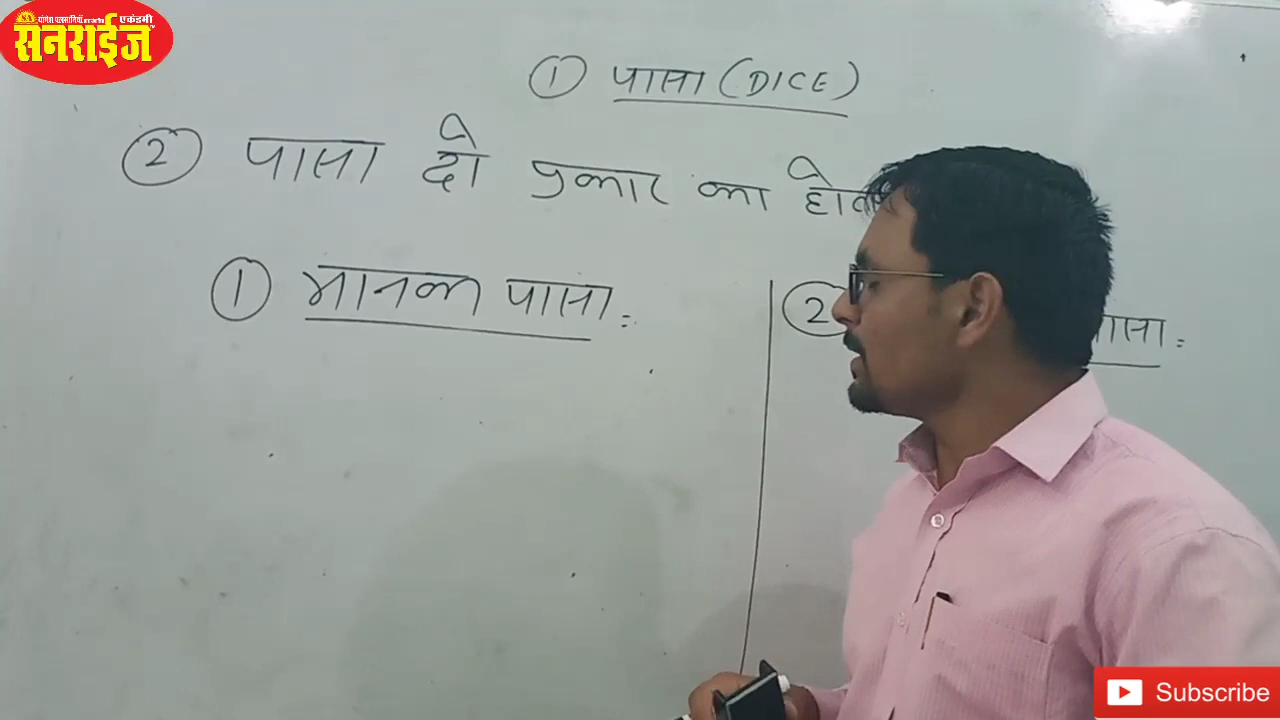 एकेडमी
सनराईज
① पासा (DICE)
② पासा दो प्रकार का होता
① मानक पासा :
②
Subscribe